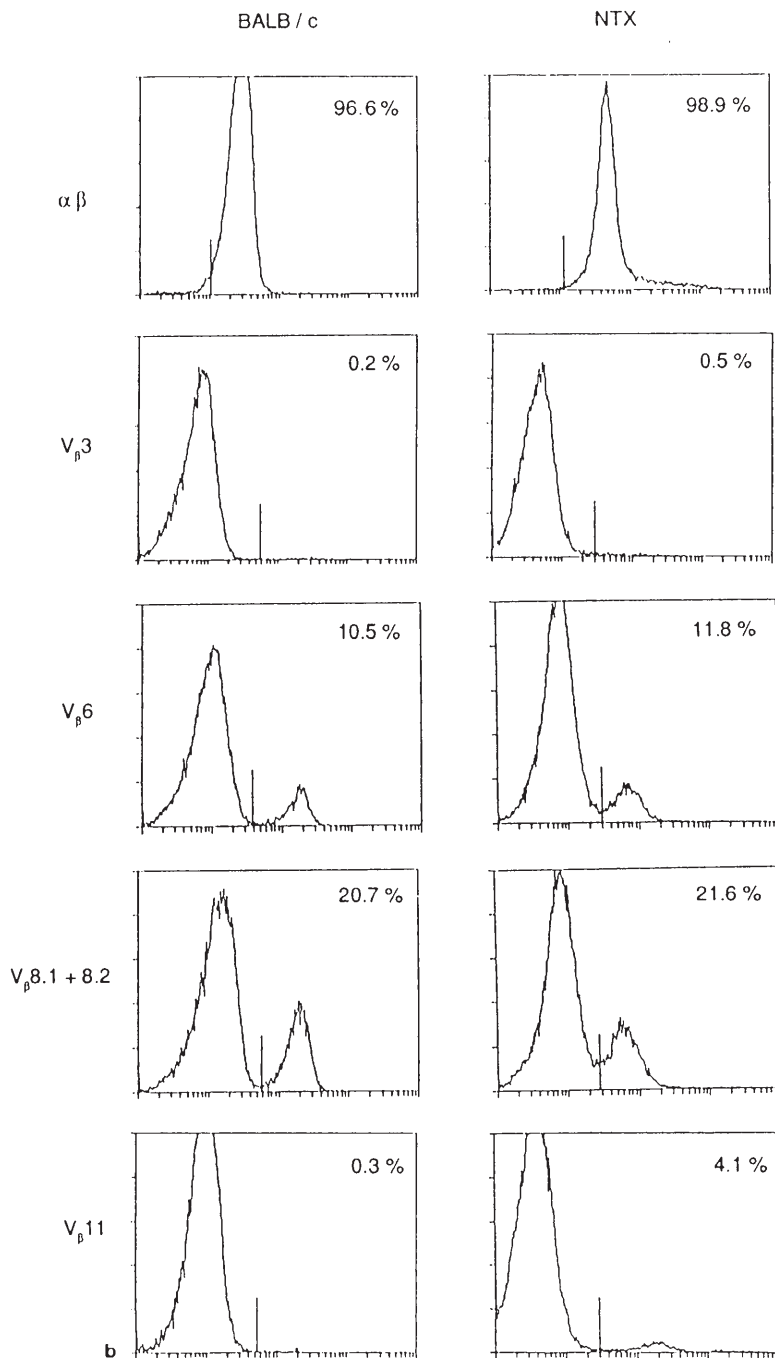 BALB / c NTX
α β 96.6 % 98.9 %
Vβ3 0.2 % 0.5 %
Vβ6 10.5 % 11.8 %
Vβ8.1 + 8.2 20.7 % 21.6 %
Vβ11 0.3 % 4.1 %
b